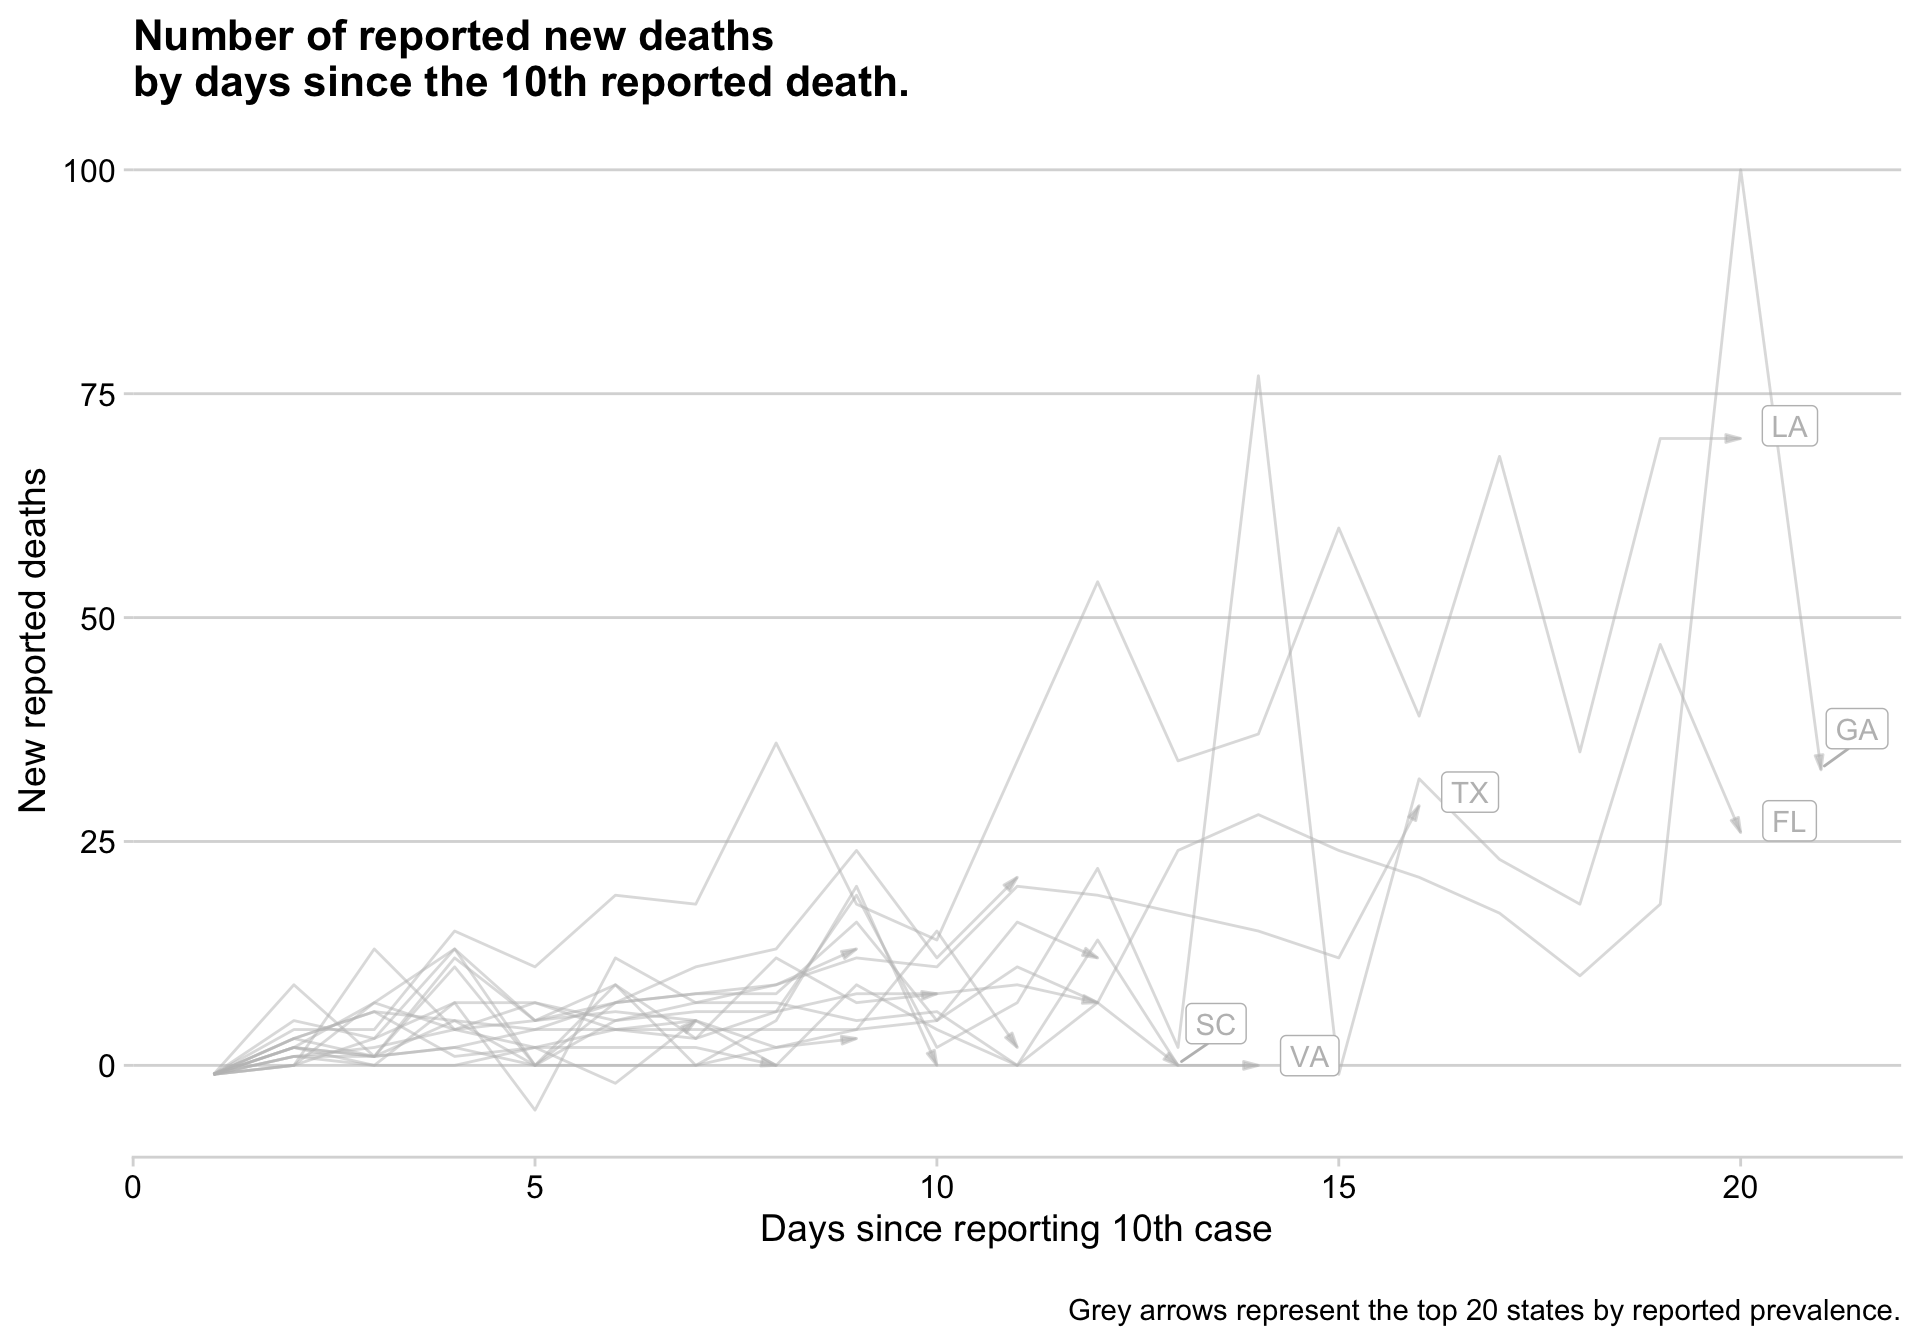 Number of reported new deaths
by days since the 10th reported death.
100
75
50
25
0
New reported deaths
LA
GA
TX
FL
SC
VA
0
5
10
15
20
Days since reporting 10th case
Grey arrows represent the top 20 states by reported prevalence.